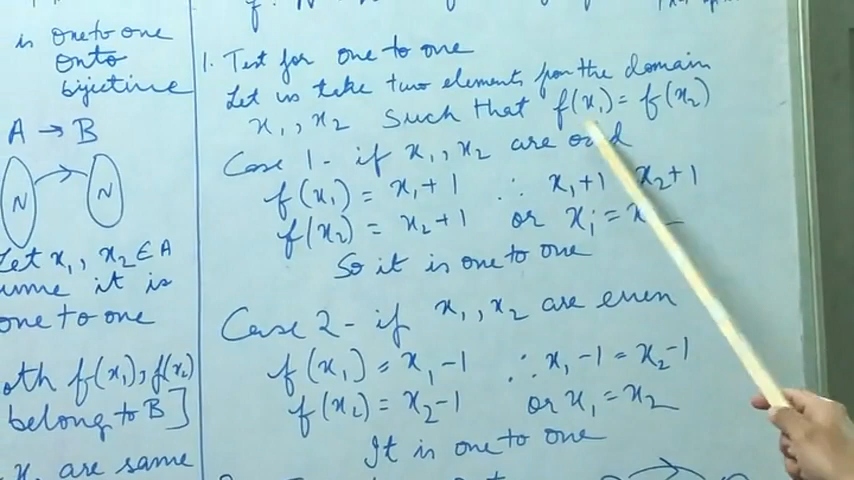 is one to one
onto
bijective
A → B
N N
Let x₁, x₂ ∈ A
ume it is
one to one
oth f(x₁), f(x₂)
belong to B]
are same
1. Test for one to one
Let us take two elements from the domain
x₁, x₂ such that f(x₁) = f(x₂)
Case 1 - if x₁, x₂ are odd
f(x₁) = x₁ + 1 ∴ x₁ + 1 x₂ + 1
f(x₂) = x₂ + 1 or x₁ = x
So it is one to one
Case 2 - if x₁, x₂ are even
f(x₁) = x₁ - 1 ∴ x₁ - 1 = x₂ - 1
f(x₂) = x₂ - 1 or x₁ = x₂
It is one to one